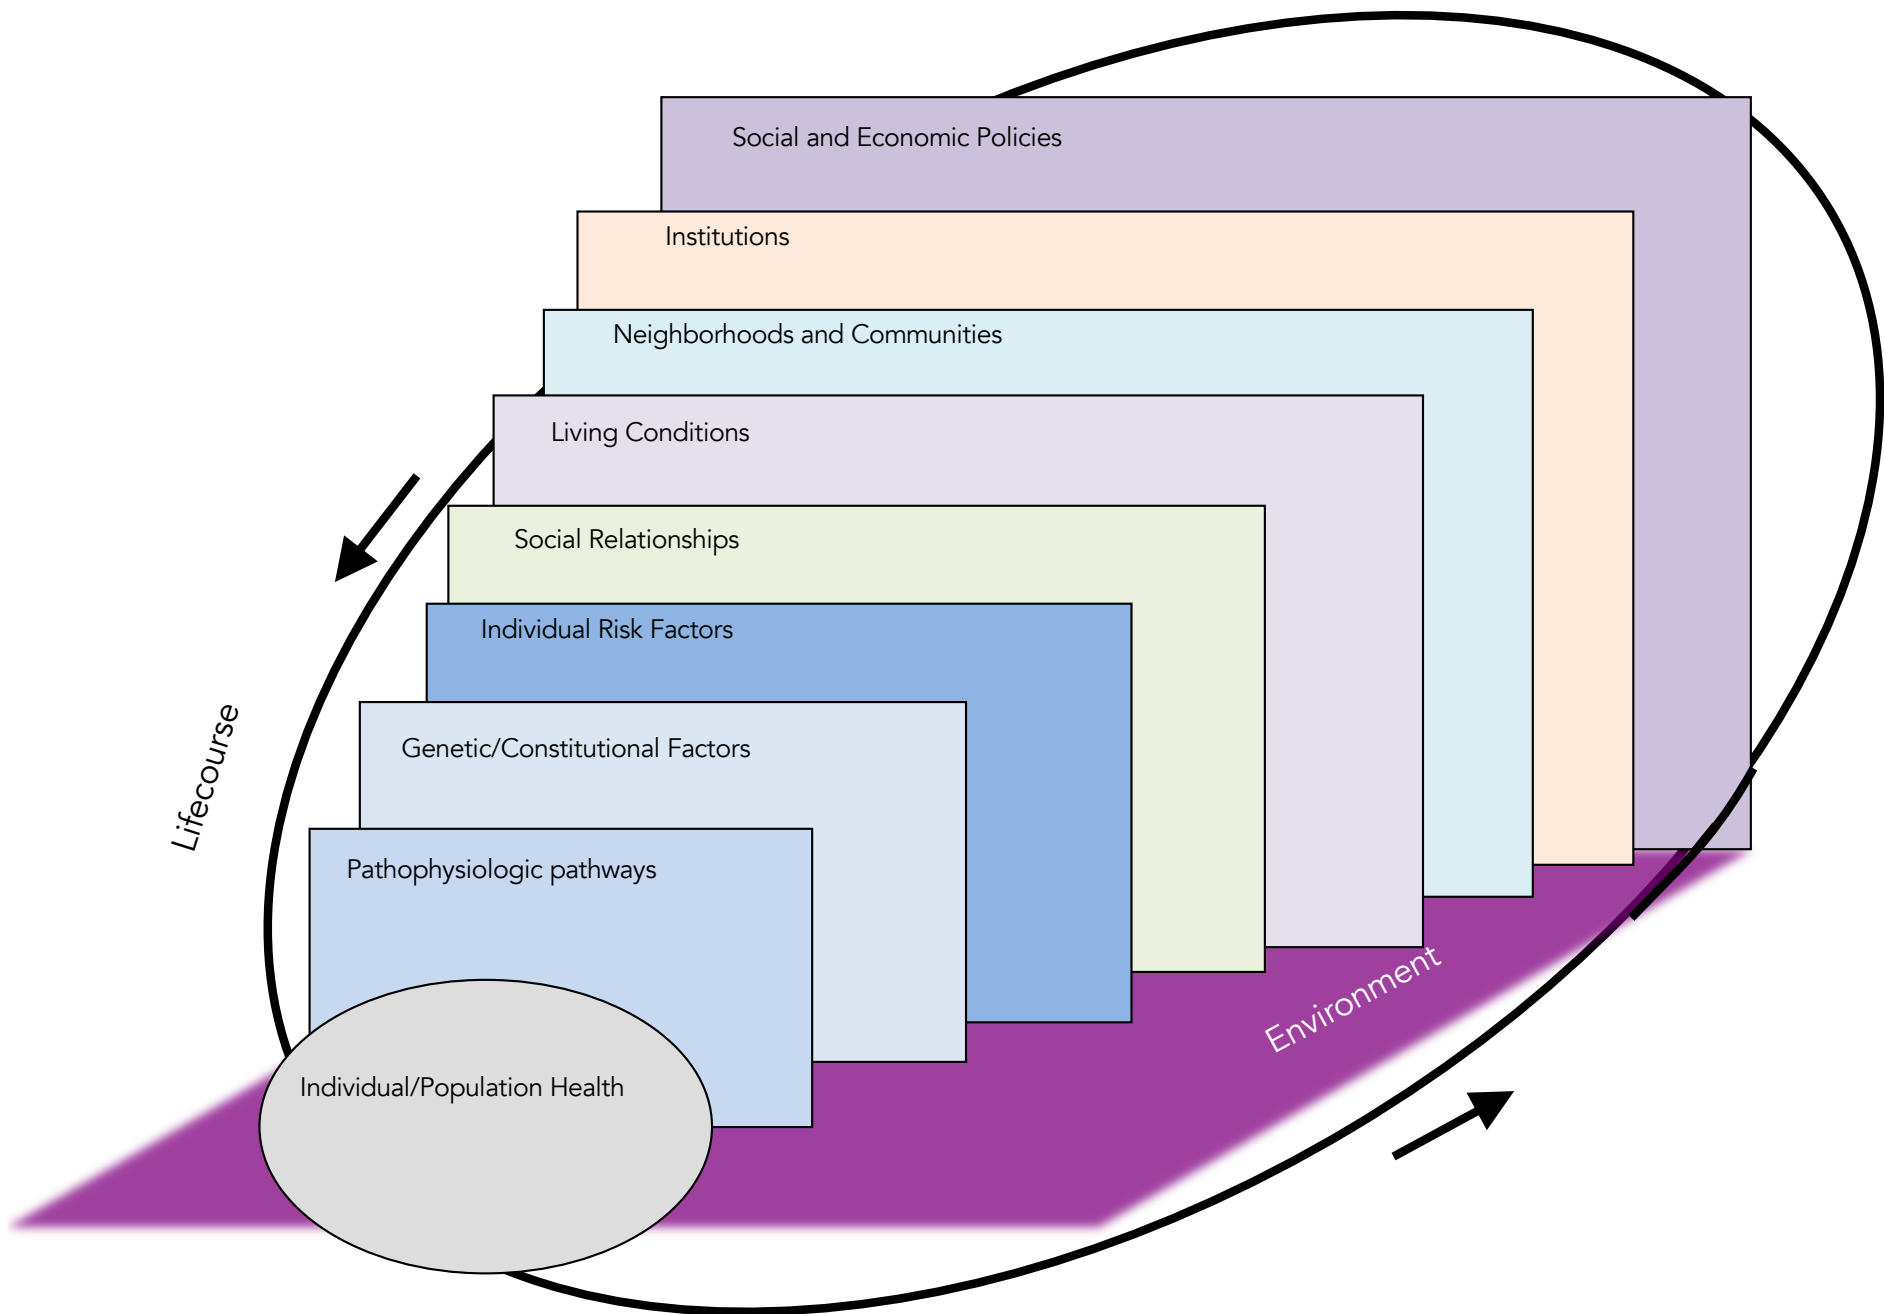 Social and Economic Policies
Institutions
Neighborhoods and Communities
Living Conditions
Social Relationships
Individual Risk Factors
Genetic/Constitutional Factors
Pathophysiologic pathways
Individual/Population Health
Lifecourse
Environment